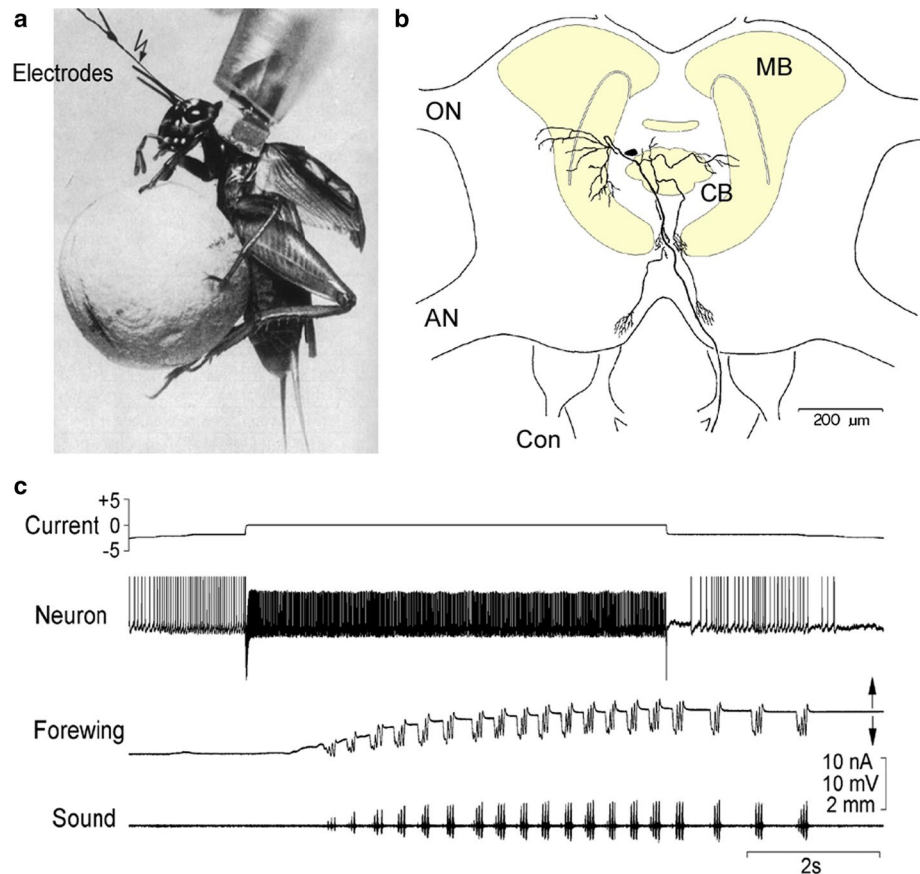 a
Electrodes
b
ON
MB
CB
AN
Con
200 µm
c
+5
Current 0
-5
Neuron
Forewing
10 nA
10 mV
2 mm
Sound
2s